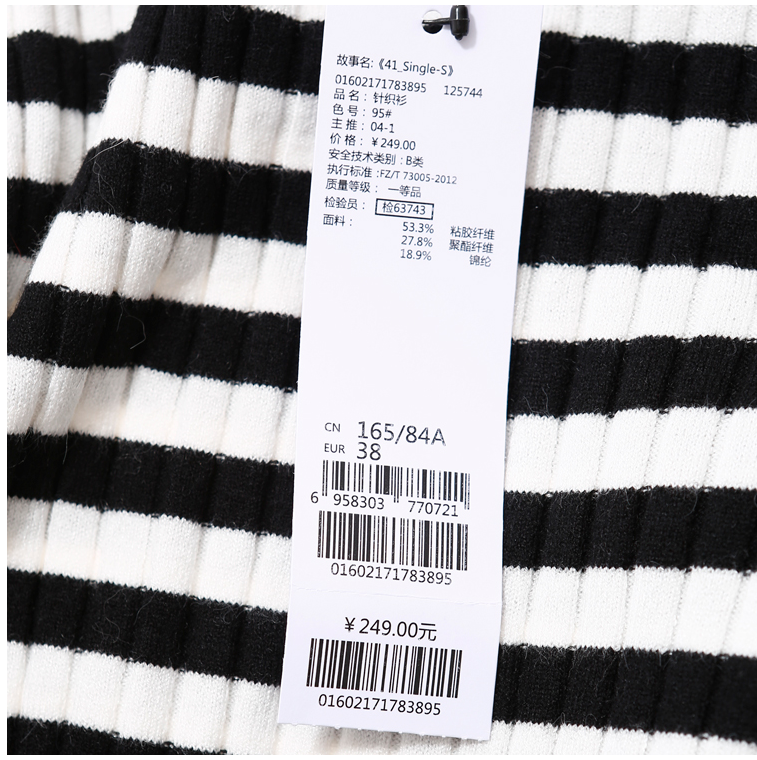 故事名:《41_Single-S》
01602171783895 125744
品名: 针织衫
色号: 95#
主推: 04-1
价格: ¥249.00
安全技术类别: B类
执行标准: FZ/T 73005-2012
质量等级: 一等品
检验员: 检63743
面料: 53.3% 粘胶纤维
27.8% 聚酯纤维
18.9% 锦纶
CN 165/84A
EUR 38
6 958303 770721
01602171783895
¥249.00元
01602171783895